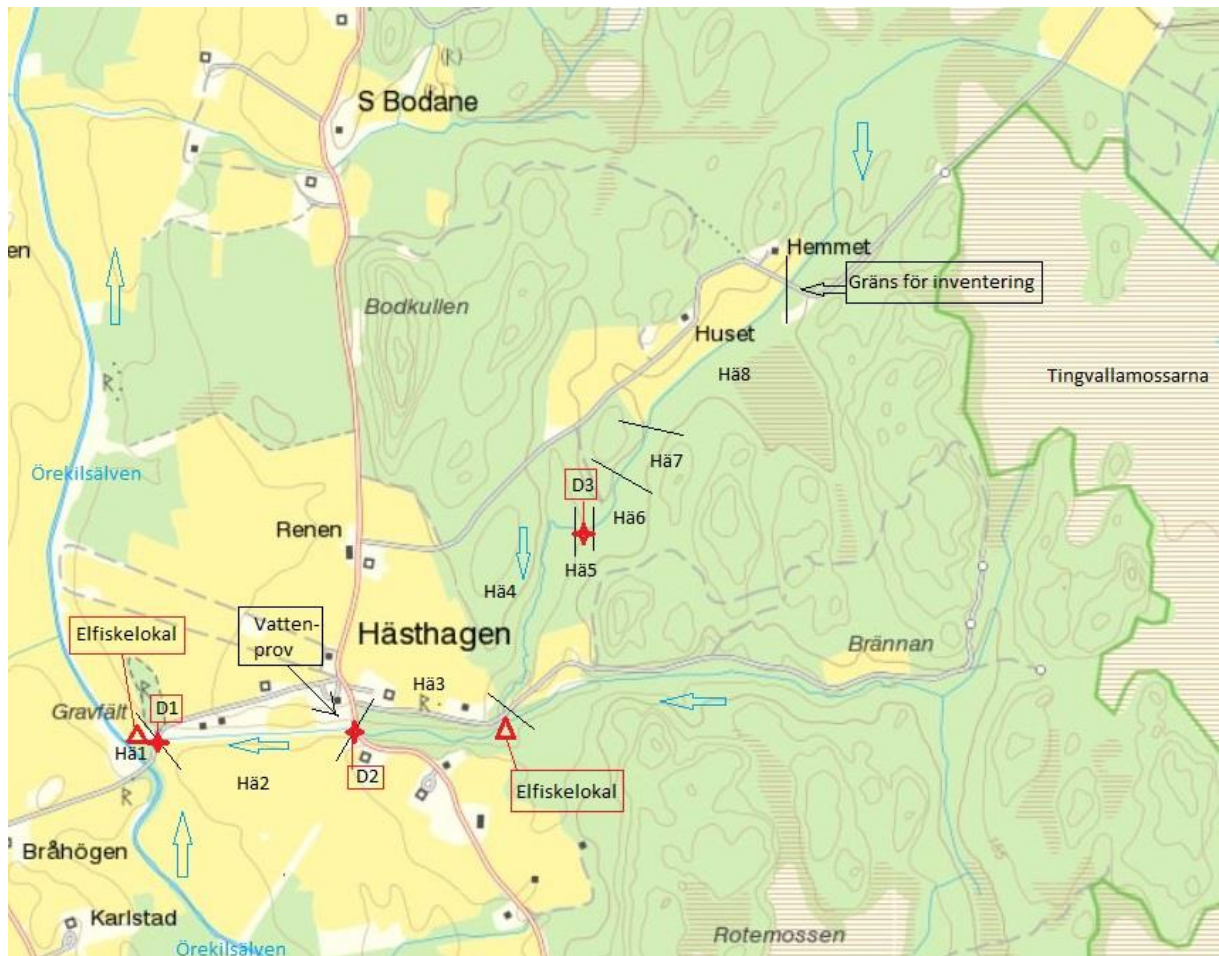 S Bodane
(R)
(R)
Hemmet
Gräns för inventering
en
Bodkullen
Huset
Hä8
Tingvallamossarna
R
Örekilsälven
Hä7
D3
Hä6
Renen
Hä5
Hä4
Vatten-
prov
Hästhagen
Elfiskelokal
Brännan
Hä3
R
R
Gravfält
D1
Hä1
D2
Hä2
Elfiskelokal
R
Bråhögen
185
Karlstad
Rotemossen
Örekilsälven